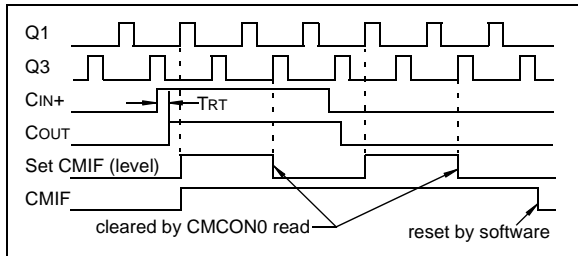 Q1
Q3
CIN+
TRT
COUT
Set CMIF (level)
CMIF
cleared by CMCON0 read
reset by software